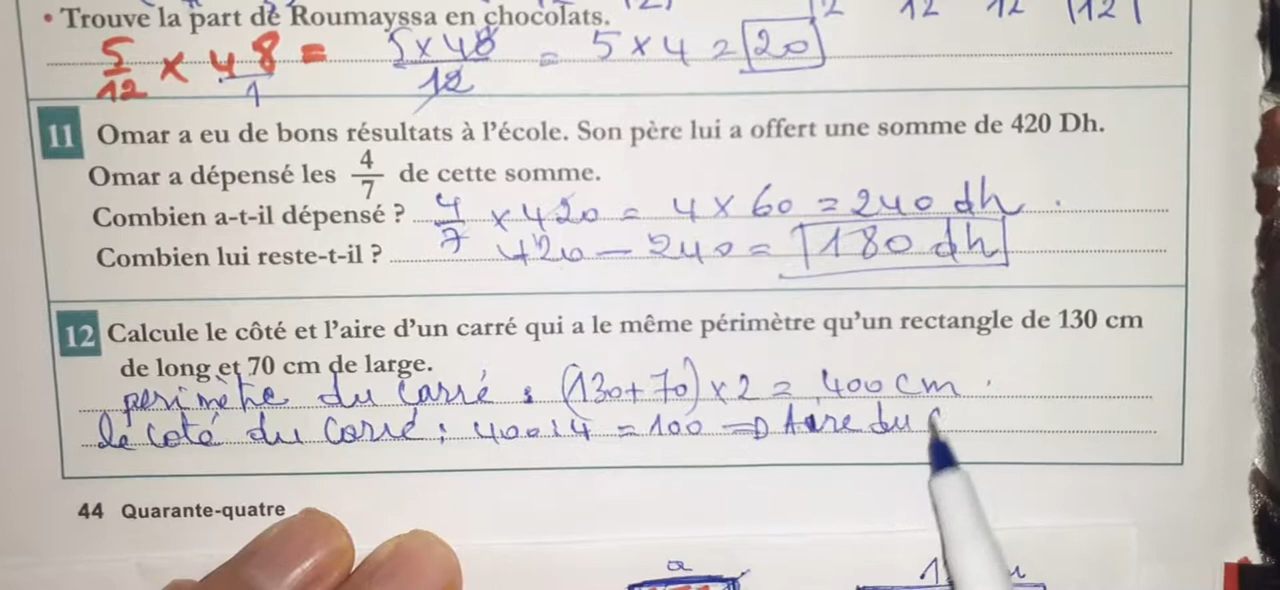 • Trouve la part de Roumayssa en chocolats.
5/12 × 48/1 = 5×48/12 = 5×4 = 20
11 Omar a eu de bons résultats à l'école. Son père lui a offert une somme de 420 Dh.
Omar a dépensé les 4/7 de cette somme.
Combien a-t-il dépensé ? 4/7 × 420 = 4 × 60 = 240 dh.
Combien lui reste-t-il ? 420 – 240 = 180 dh
12 Calcule le côté et l'aire d'un carré qui a le même périmètre qu'un rectangle de 130 cm
de long et 70 cm de large.
perimètre du carré : (130+70)×2 = 400 cm.
le coté du carré : 400:4 = 100 ⇒ Aire du
44 Quarante-quatre
a